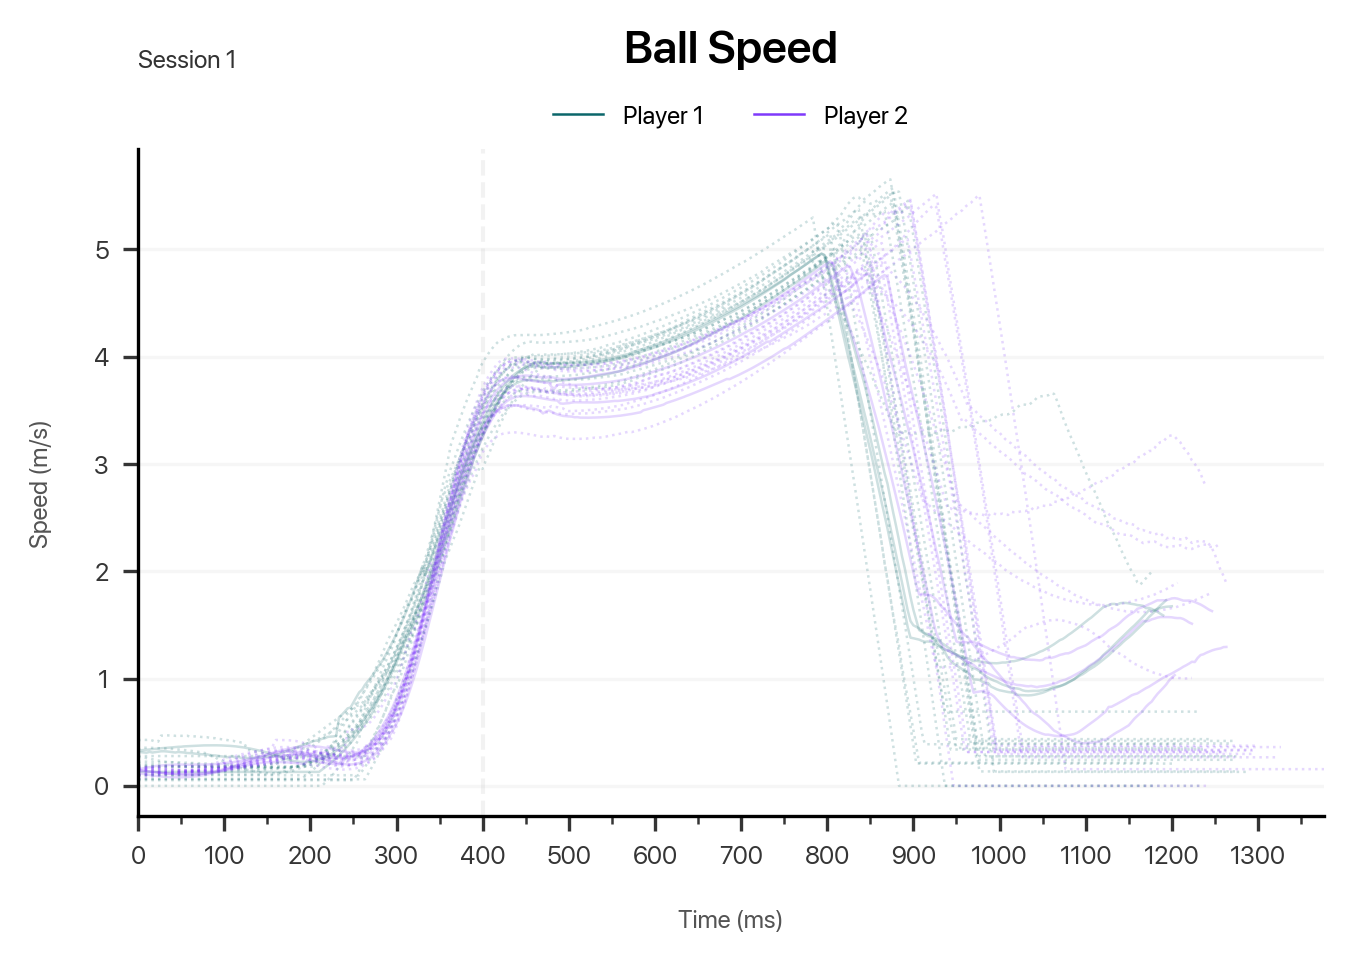 Session 1
Ball Speed
Player 1 Player 2
Speed (m/s)
5
4
3
2
1
0
0 100 200 300 400 500 600 700 800 900 1000 1100 1200 1300
Time (ms)